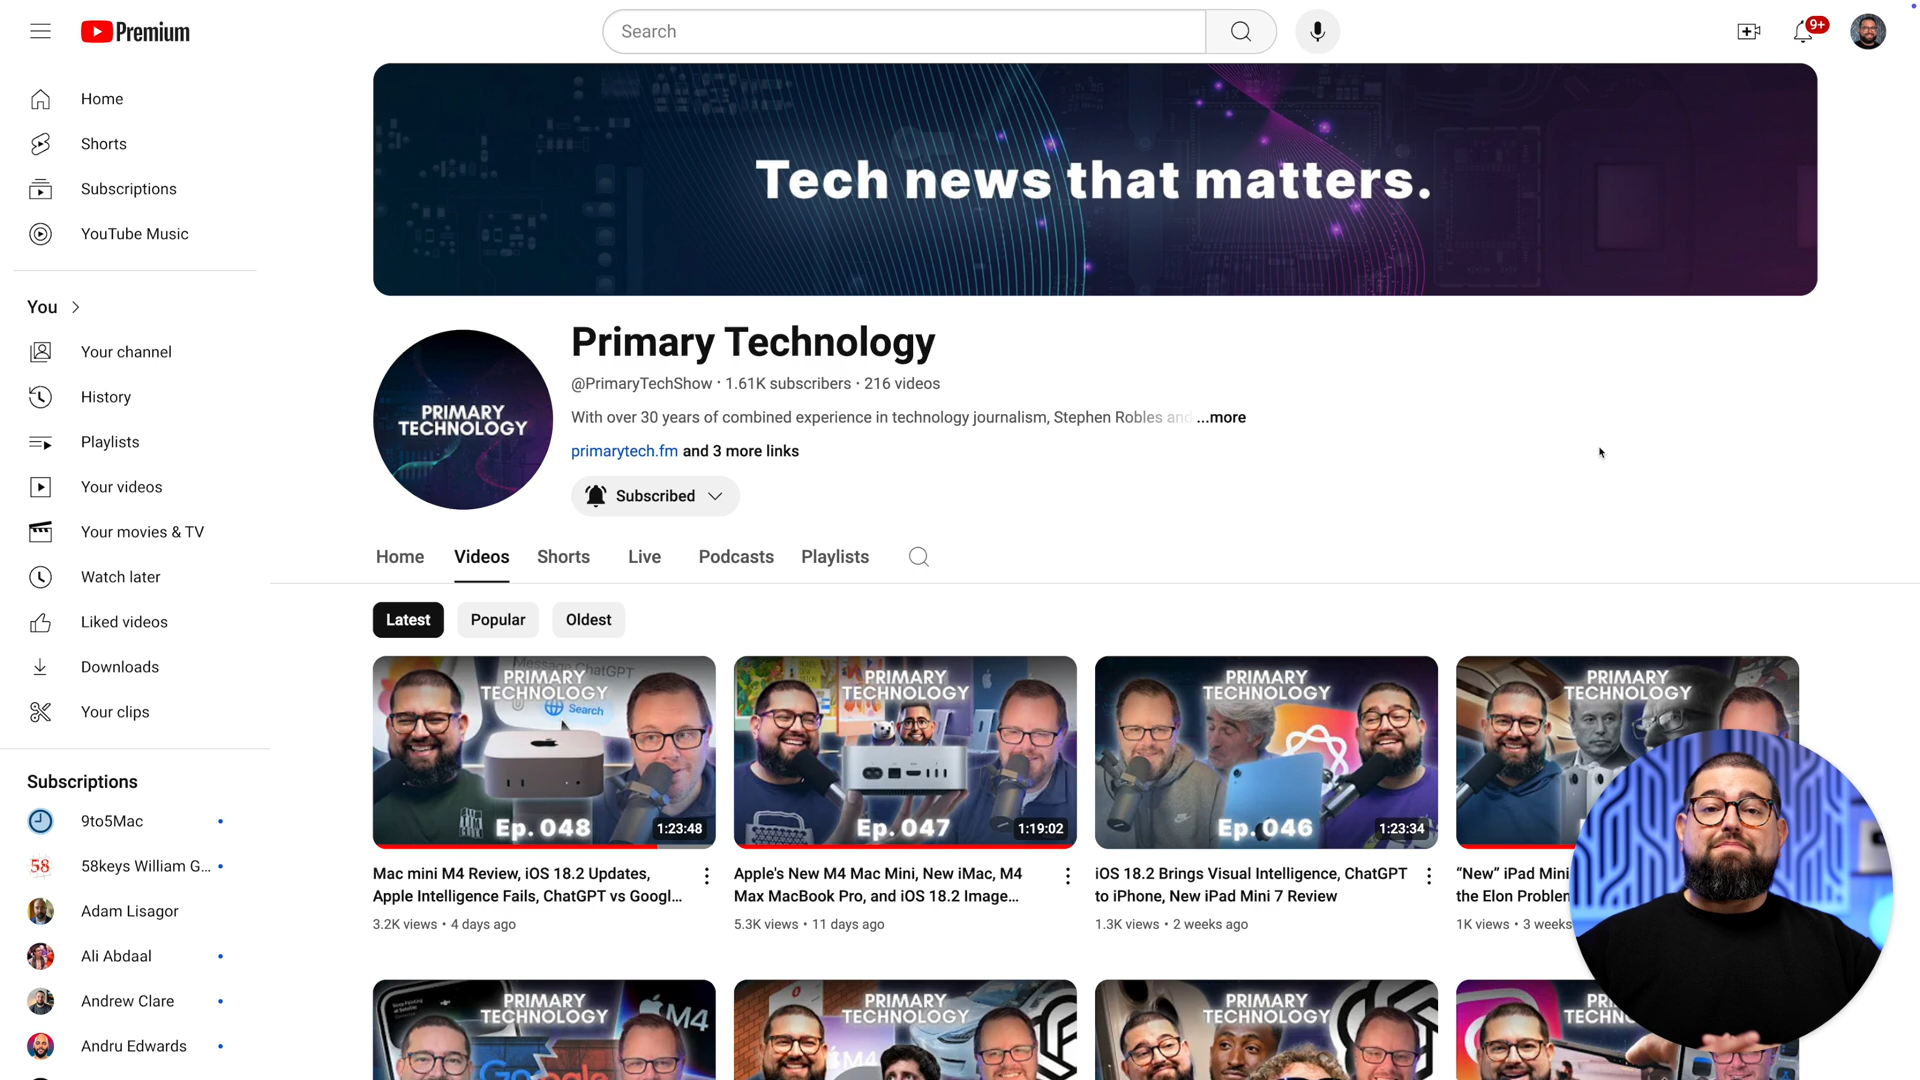 Premium
Search
9+
Home
Shorts
Subscriptions
YouTube Music
You
Your channel
History
Playlists
Your videos
Your movies & TV
Watch later
Liked videos
Downloads
Your clips
Subscriptions
9to5Mac
58
58keys William G...
Adam Lisagor
Ali Abdaal
Andrew Clare
Andru Edwards
Tech news that matters.
PRIMARY
TECHNOLOGY
Primary Technology
@PrimaryTechShow • 1.61K subscribers • 216 videos
With over 30 years of combined experience in technology journalism, Stephen Robles and ...more
primarytech.fm and 3 more links
Subscribed
Home Videos Shorts Live Podcasts Playlists
Latest Popular Oldest
Message ChatGPT
PRIMARY
TECHNOLOGY
Search
Ep. 048
1:23:48
Mac mini M4 Review, iOS 18.2 Updates,
Apple Intelligence Fails, ChatGPT vs Googl...
3.2K views • 4 days ago
PRIMARY
TECHNOLOGY
Ep. 047
1:19:02
Apple's New M4 Mac Mini, New iMac, M4
Max MacBook Pro, and iOS 18.2 Image...
5.3K views • 11 days ago
PRIMARY
TECHNOLOGY
Ep. 046
1:23:34
iOS 18.2 Brings Visual Intelligence, ChatGPT
to iPhone, New iPad Mini 7 Review
1.3K views • 2 weeks ago
PRIMARY
TECHNOLOGY
“New” iPad Mini
the Elon Problem
1K views • 3 weeks
PRIMARY
TECHNOLOGY
M4
Google
PRIMARY
TECHNOLOGY
M4
PRIMARY
TECHNOLOGY